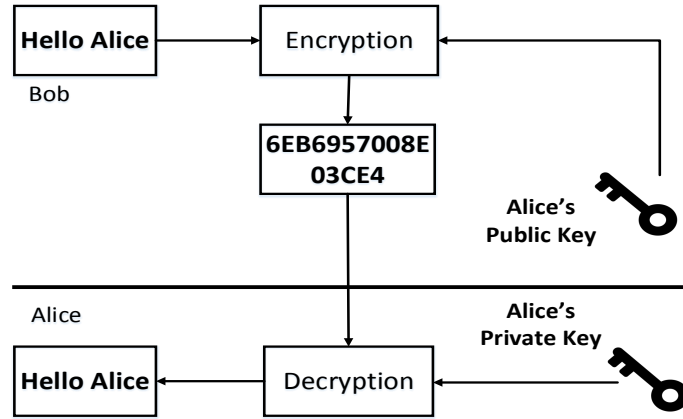 Hello Alice
Encryption
Bob
6EB6957008E
03CE4
Alice's
Public Key
Alice
Alice's
Private Key
Hello Alice
Decryption